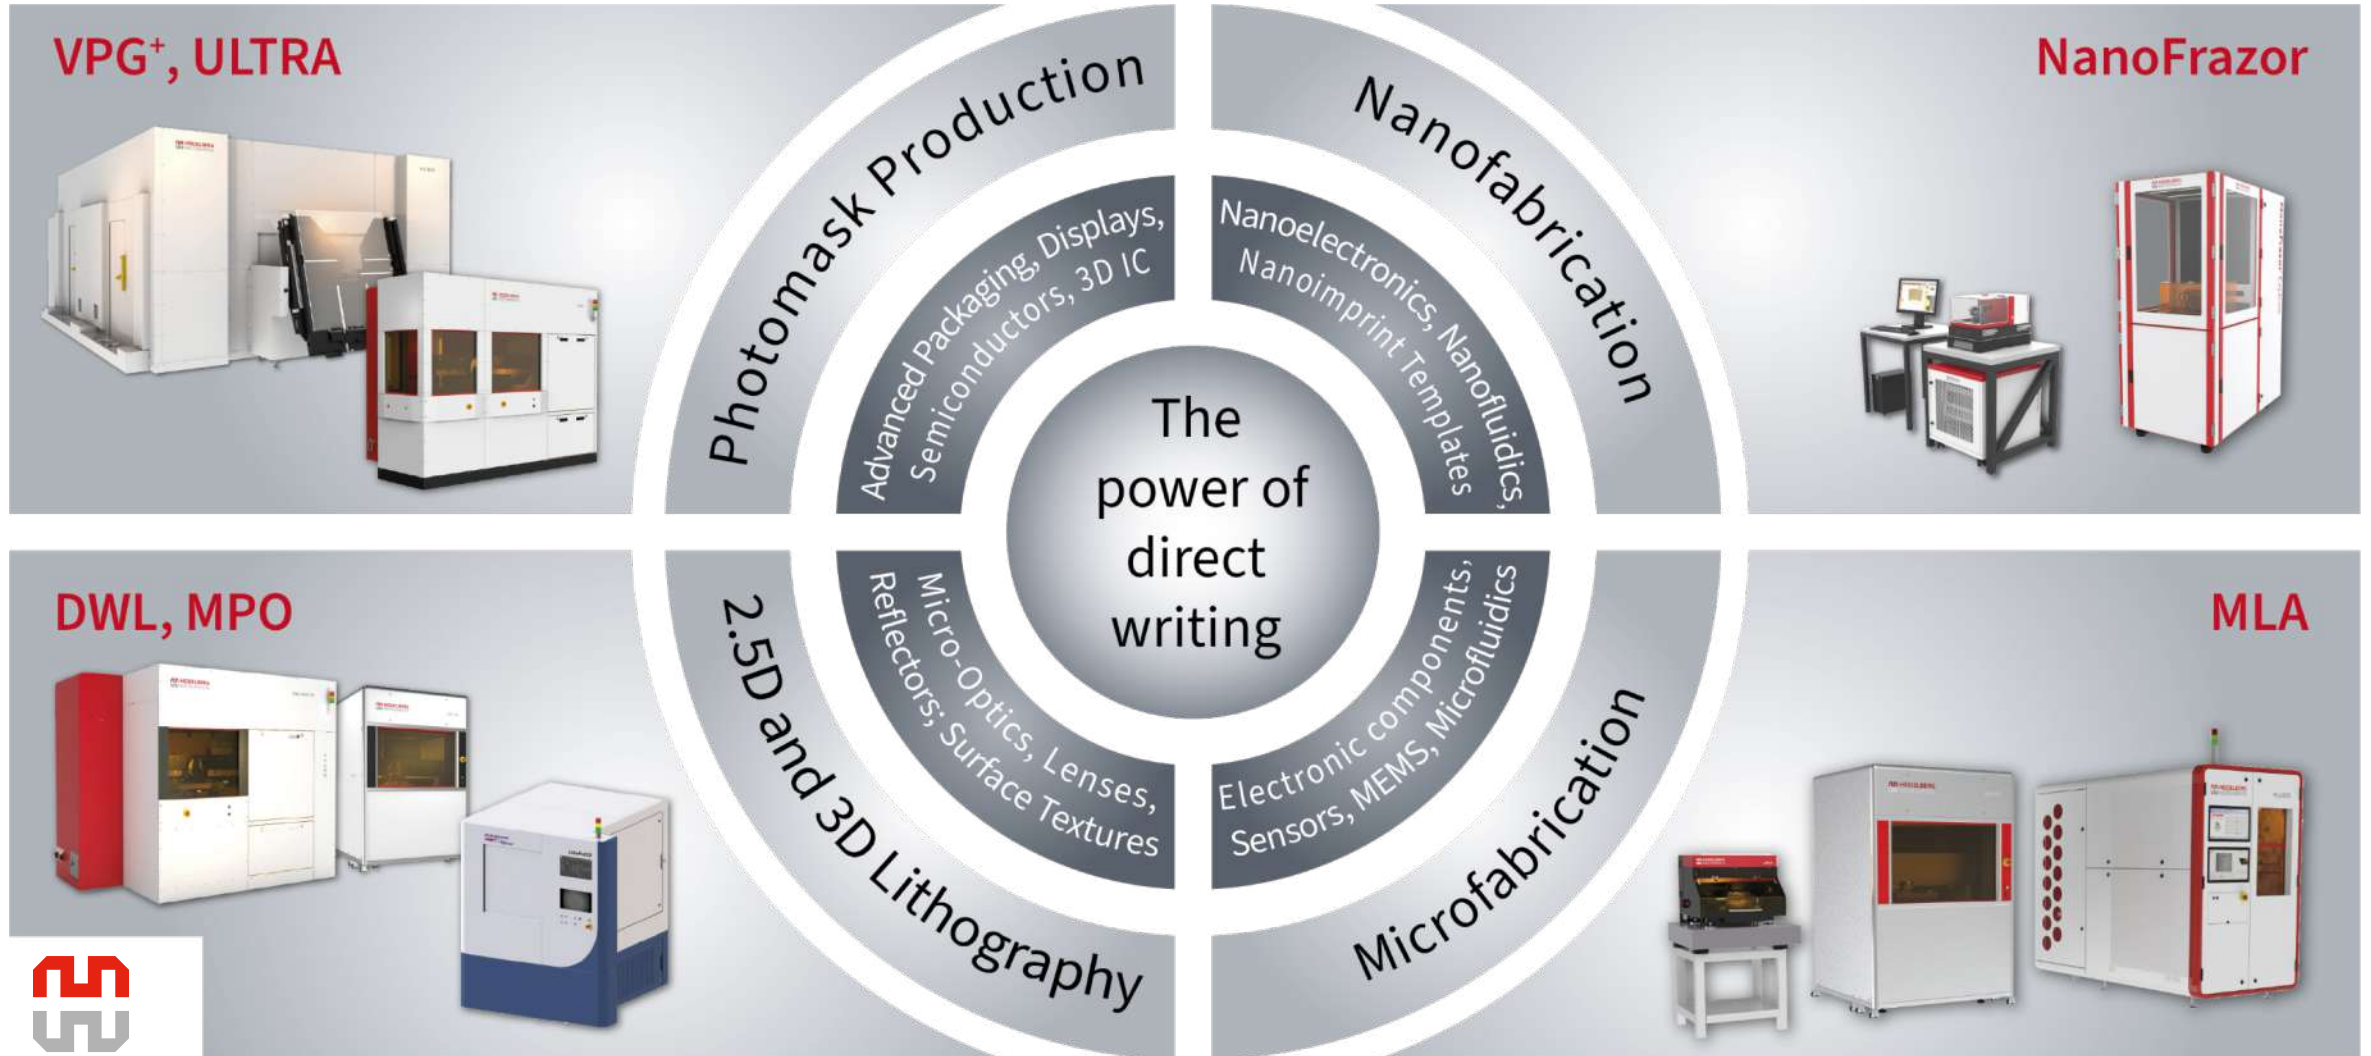 VPG⁺, ULTRA
Photomask Production
Advanced Packaging, Displays,
Semiconductors, 3D IC
NanoFrazor
Nanofabrication
Nanoelectronics, Nanofluidics,
Nanoimprint Templates
The
power of
direct
writing
DWL, MPO
2.5D and 3D Lithography
Micro-Optics, Lenses,
Reflectors; Surface Textures
MLA
Microfabrication
Electronic components,
Sensors, MEMS, Microfluidics